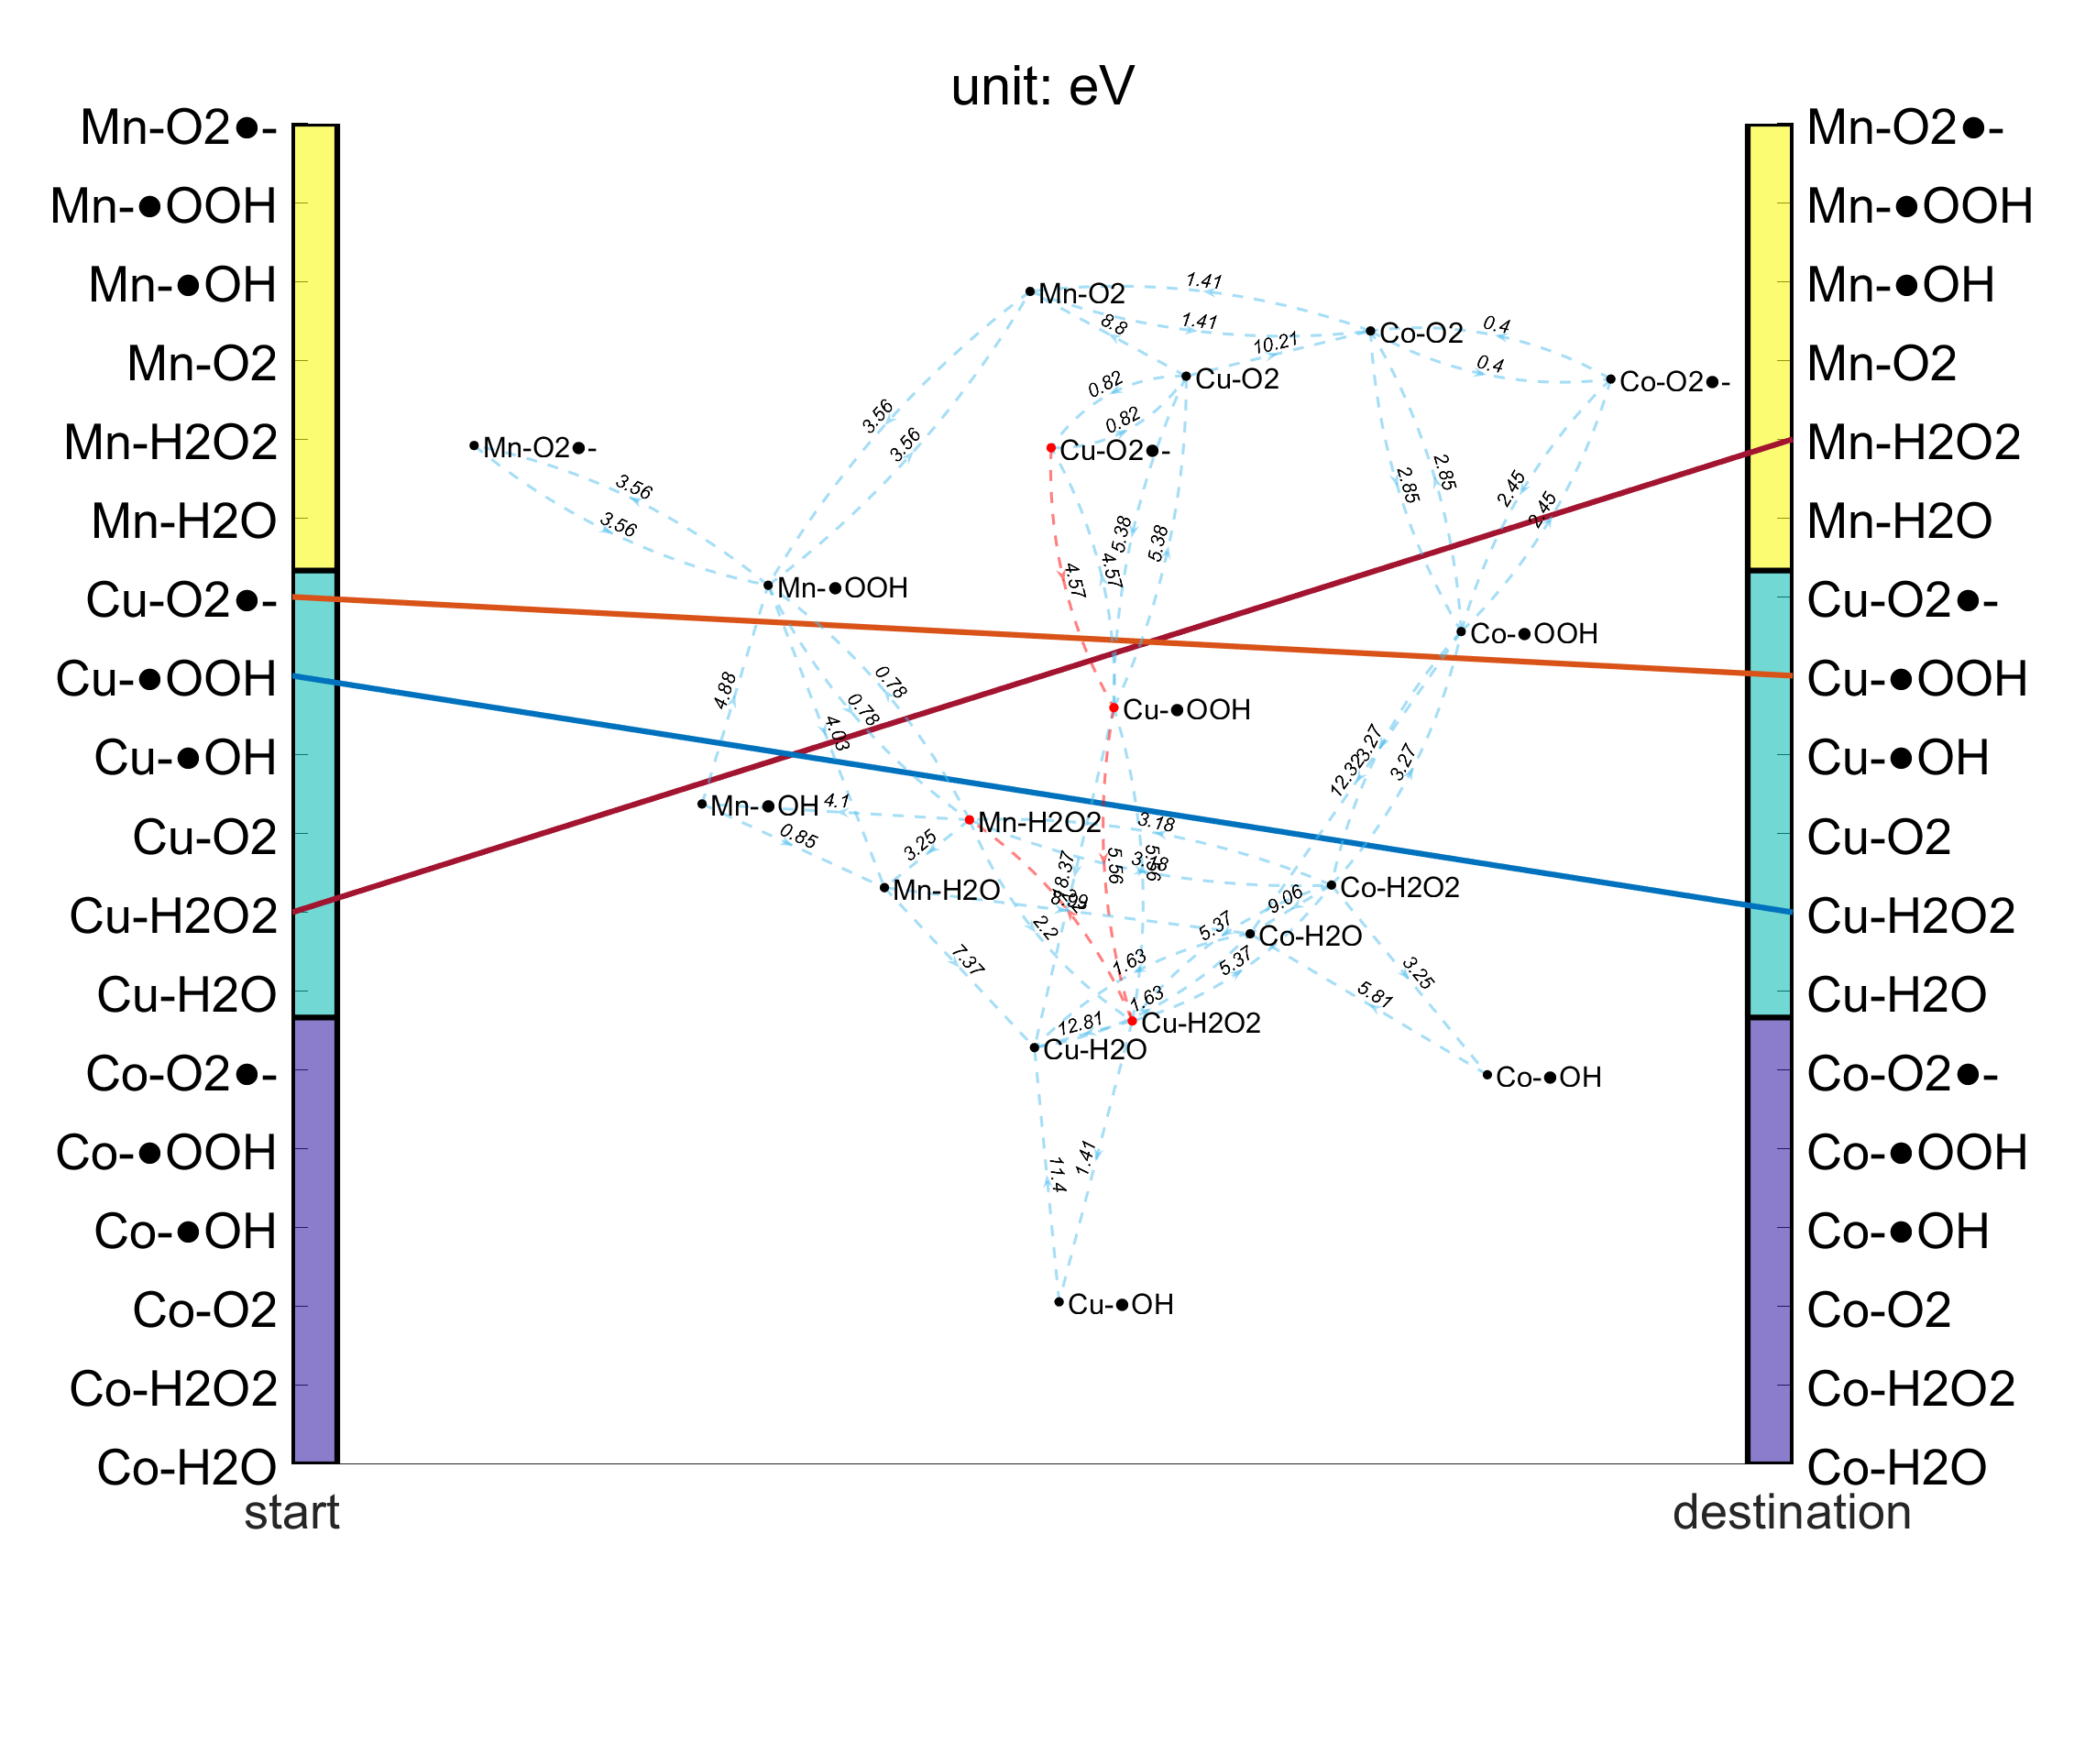 unit: eV
Mn-O2●-
Mn-●OOH
Mn-●OH
Mn-O2
Mn-H2O2
Mn-H2O
Cu-O2●-
Cu-●OOH
Cu-●OH
Cu-O2
Cu-H2O2
Cu-H2O
Co-O2●-
Co-●OOH
Co-●OH
Co-O2
Co-H2O2
Co-H2O
start
Mn-O2
1.41
1.41
8.8
10.21
Co-O2
0.4
0.4
Cu-O2
Co-O2●-
0.82
0.82
3.56
3.56
Mn-O2●-
Cu-O2●-
3.56
3.56
2.85
2.85
2.45
2.45
5.38
5.38
4.57
4.57
Mn-●OOH
Co-●OOH
4.88
0.78
0.78
4.03
Cu-●OOH
12.32
3.27
3.27
Mn-●OH
4.1
Mn-H2O2
3.18
0.85
3.25
3.18
5.56
5.56
8.37
Mn-H2O
Co-H2O2
8.99
9.06
2.2
5.37
Co-H2O
5.37
7.37
1.63
3.25
1.63
5.81
12.81
Cu-H2O2
Cu-H2O
Co-●OH
11.4
1.41
Cu-●OH
Mn-O2●-
Mn-●OOH
Mn-●OH
Mn-O2
Mn-H2O2
Mn-H2O
Cu-O2●-
Cu-●OOH
Cu-●OH
Cu-O2
Cu-H2O2
Cu-H2O
Co-O2●-
Co-●OOH
Co-●OH
Co-O2
Co-H2O2
Co-H2O
destination